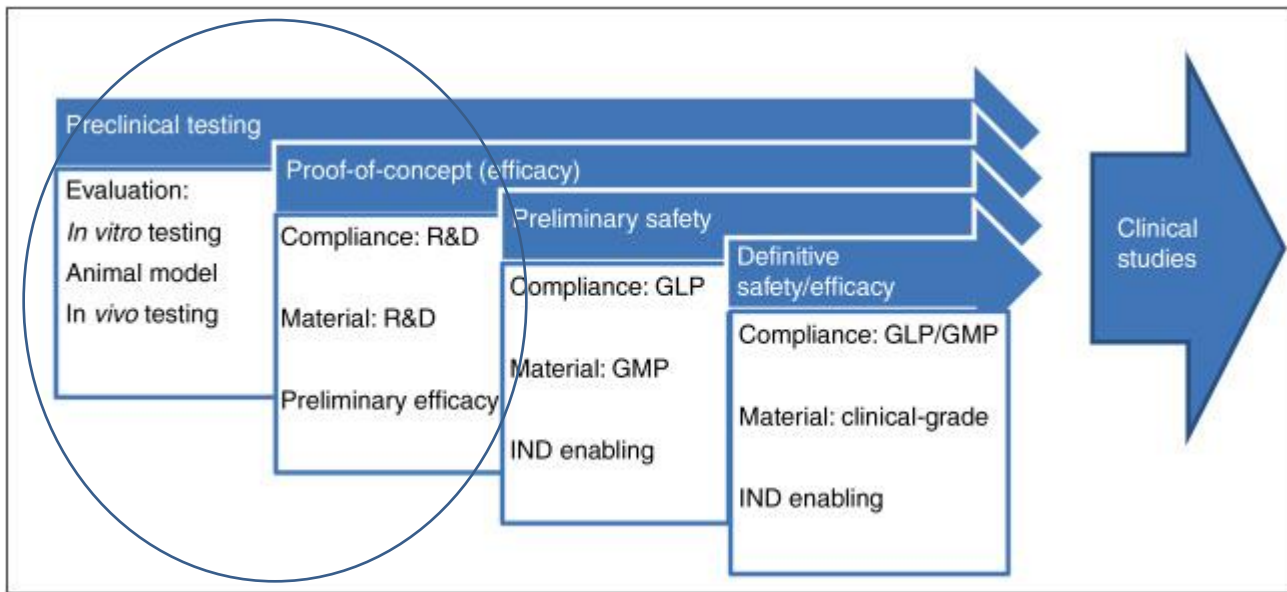 Preclinical testing
Evaluation:
In vitro testing
Animal model
In vivo testing
Proof-of-concept (efficacy)
Compliance: R&D
Material: R&D
Preliminary efficacy
Preliminary safety
Compliance: GLP
Material: GMP
IND enabling
Definitive
safety/efficacy
Compliance: GLP/GMP
Material: clinical-grade
IND enabling
Clinical
studies